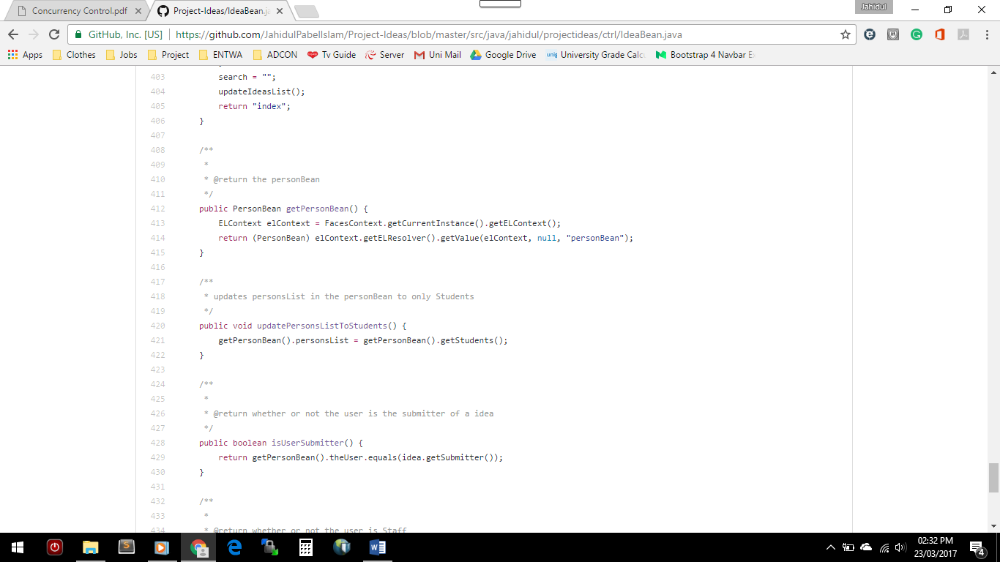 Concurrency Control.pdf
Project-Ideas/IdeaBean.ja
Jahidul
GitHub, Inc. [US]
https://github.com/JahidulPabelIslam/Project-Ideas/blob/master/src/java/jahidul/projectideas/ctrl/IdeaBean.java
Apps Clothes Jobs Project ENTWA ADCON Tv Guide Server Uni Mail Google Drive University Grade Calc Bootstrap 4 Navbar Ex
403 search = "";
404 updateIdeasList();
405 return "index";
406 }
407
408 /**
409 *
410 * @return the personBean
411 */
412 public PersonBean getPersonBean() {
413 ELContext elContext = FacesContext.getCurrentInstance().getELContext();
414 return (PersonBean) elContext.getELResolver().getValue(elContext, null, "personBean");
415 }
416
417 /**
418 * updates personsList in the personBean to only Students
419 */
420 public void updatePersonsListToStudents() {
421 getPersonBean().personsList = getPersonBean().getStudents();
422 }
423
424 /**
425 *
426 * @return whether or not the user is the submitter of a idea
427 */
428 public boolean isUserSubmitter() {
429 return getPersonBean().theUser.equals(idea.getSubmitter());
430 }
431
432 /**
433 *
434 * @return whether or not the user is Staff
02:32 PM
23/03/2017
4